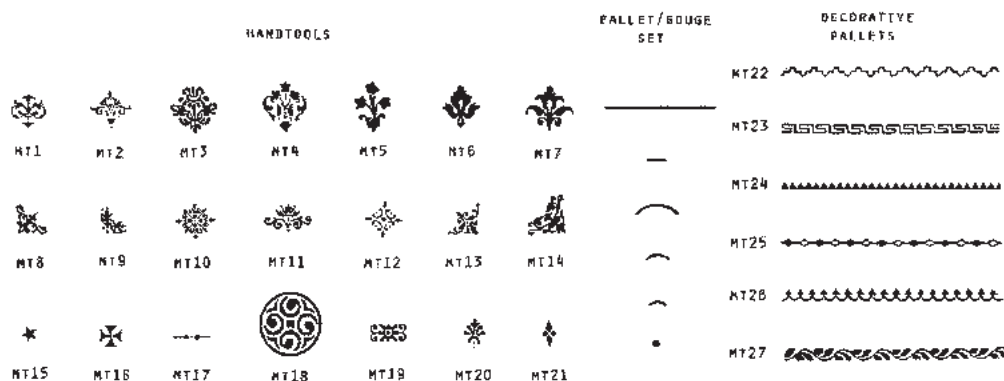 HANDTOOLS
PALLET/GOUGE
SET
DECORATIVE
PALLETS
MT1 MT2 MT3 MT4 MT5 MT6 MT7
MT8 MT9 MT10 MT11 MT12 MT13 MT14
MT15 MT16 MT17 MT18 MT19 MT20 MT21
MT22
MT23
MT24
MT25
MT26
MT27